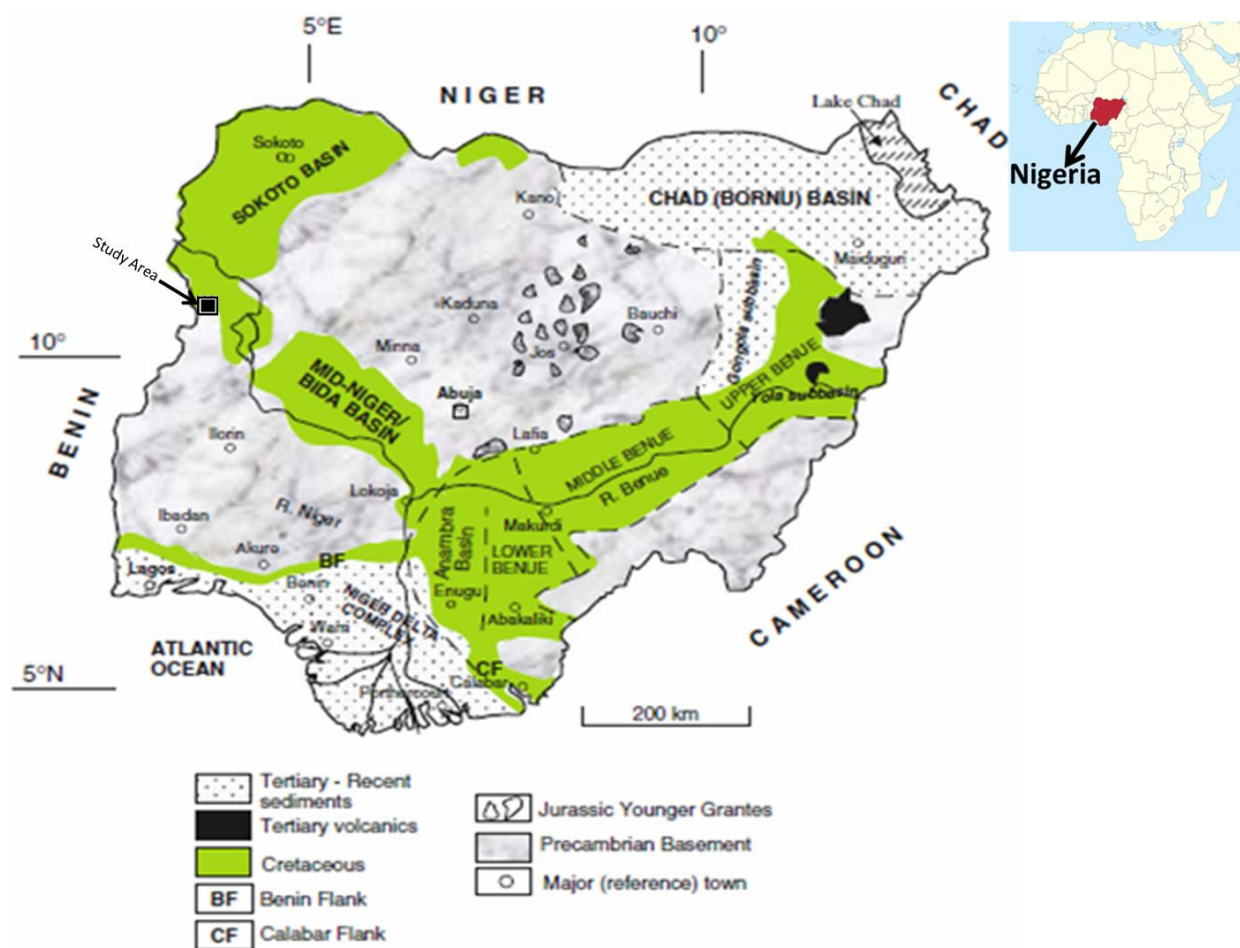 5°E
10°
NIGER
CHAD
Lake Chad
Nigeria
Sokoto
SOKOTO BASIN
Kano
CHAD (BORNU) BASIN
Maiduguri
Study Area
Kaduna
Bauchi
Gongola subbasin
10°
Minna
Jos
UPPER BENUE
Yola subbasin
MID-NIGER/
BIDA BASIN
Abuja
BENIN
Ilorin
Lafia
MIDDLE BENUE
R. Benue
Lokoja
Ibadan
R. Niger
Makurdi
Akure
BF
Anambra
Basin
LOWER
BENUE
Lagos
Benin
Enugu
NIGER DELTA
COMPLEX
Abakaliki
CAMEROON
Warri
ATLANTIC
OCEAN
CF
5°N
Calabar
Portharcourt
200 km
Tertiary - Recent
sediments
Tertiary volcanics
Cretaceous
BF Benin Flank
CF Calabar Flank
Jurassic Younger Grantes
Precambrian Basement
Major (reference) town